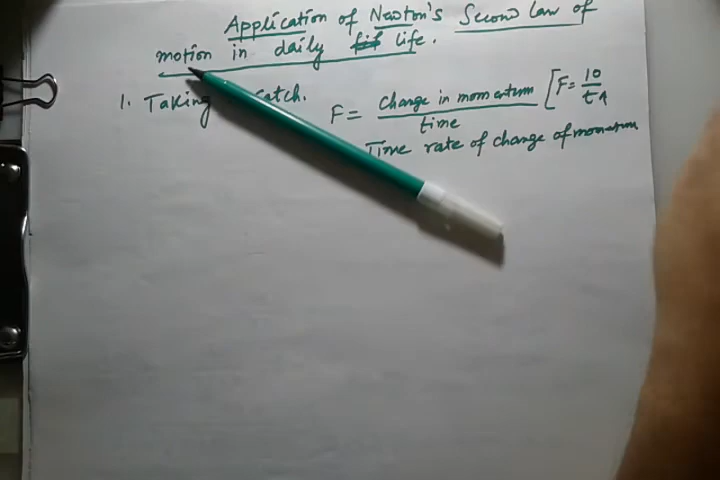 Application of Newton's Second law of
motion in daily life.
1. Taking Catch.
F = Change in momentum / time [F = 10 / t
Time rate of change of momentum